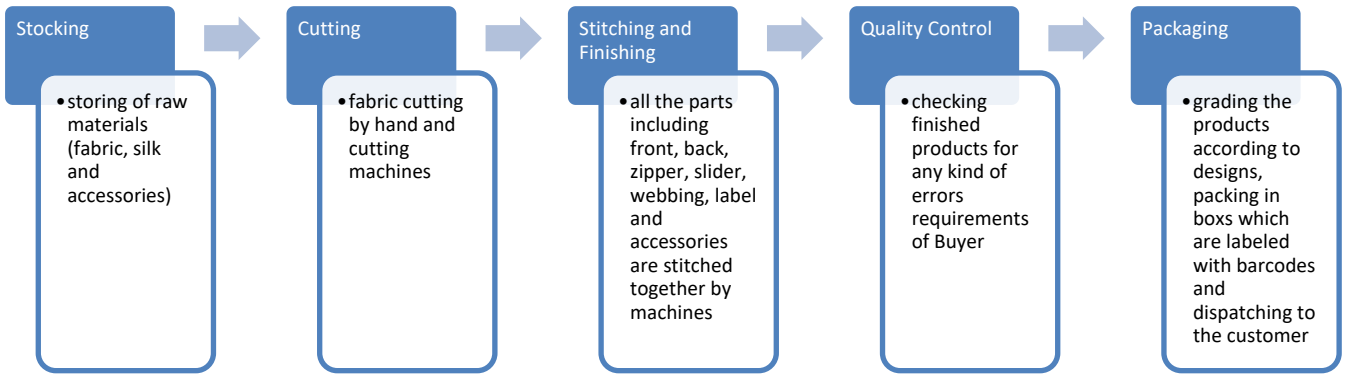 Stocking
•storing of raw
materials
(fabric, silk
and
accessories)
Cutting
•fabric cutting
by hand and
cutting
machines
Stitching and
Finishing
•all the parts
including
front, back,
zipper, slider,
webbing, label
and
accessories
are stitched
together by
machines
Quality Control
•checking
finished
products for
any kind of
errors
requirements
of Buyer
Packaging
•grading the
products
according to
designs,
packing in
boxs which
are labeled
with barcodes
and
dispatching to
the customer